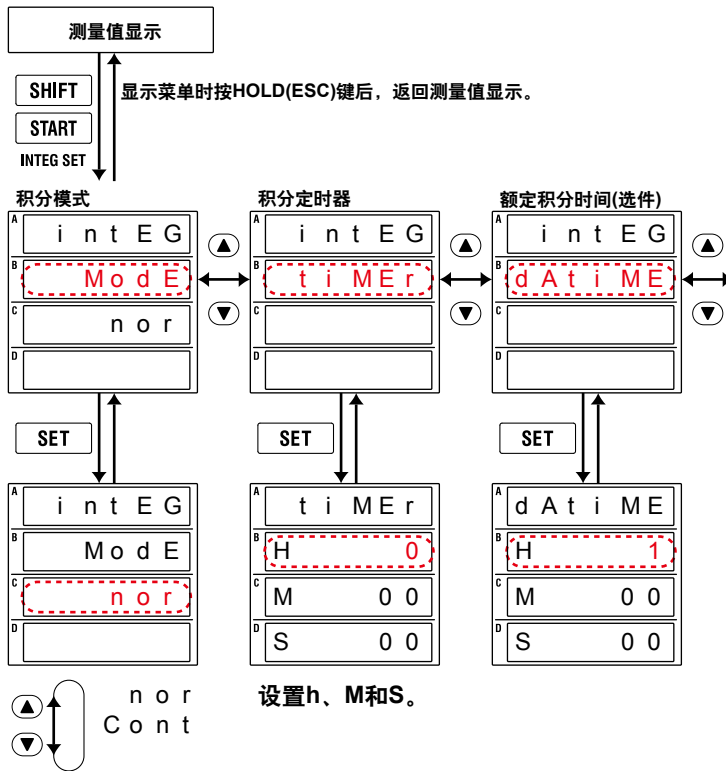 测量值显示
SHIFT
START
INTEG SET
显示菜单时按HOLD(ESC)键后，返回测量值显示。
积分模式
A intEG
B ModE
C nor
D
SET
A intEG
B ModE
C nor
D
nor
Cont
积分定时器
A intEG
B tiMEr
C
D
SET
A tiMEr
B H 0
C M 00
D S 00
设置h、M和S。
额定积分时间(选件)
A intEG
B dAtiME
C
D
SET
A dAtiME
B H 1
C M 00
D S 00